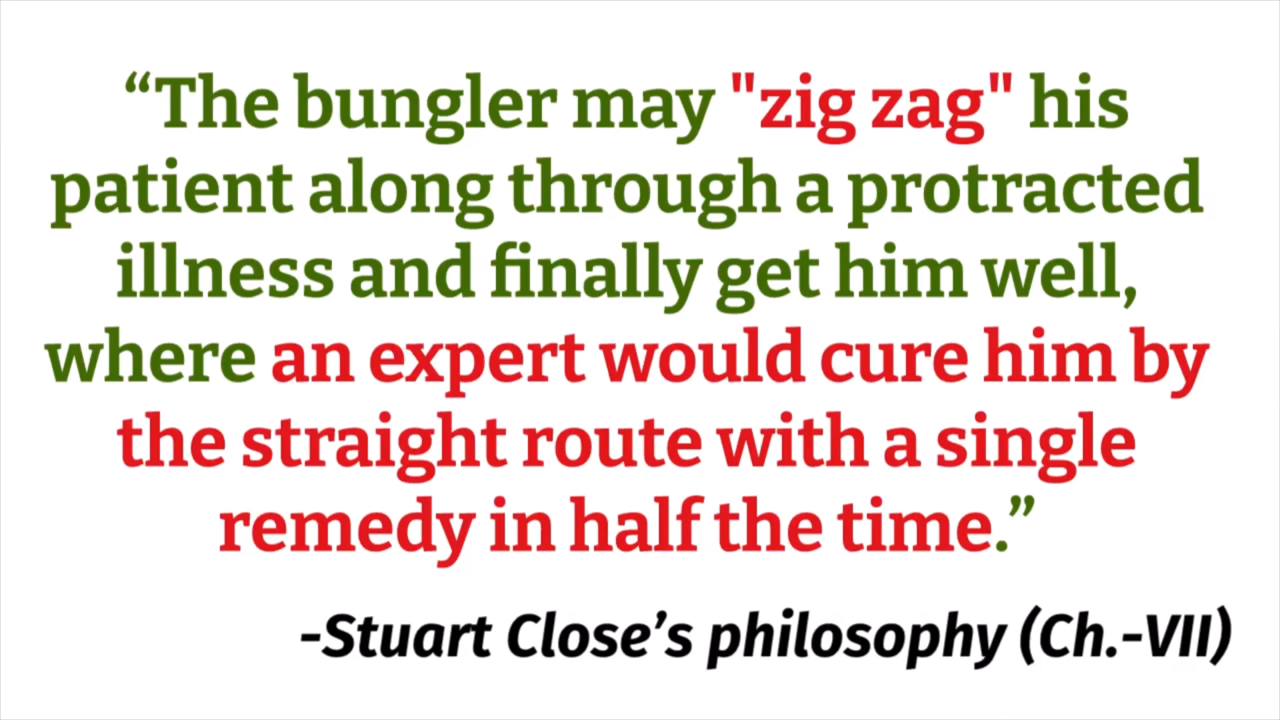 “The bungler may "zig zag" his
patient along through a protracted
illness and finally get him well,
where an expert would cure him by
the straight route with a single
remedy in half the time.”
-Stuart Close’s philosophy (Ch.-VII)